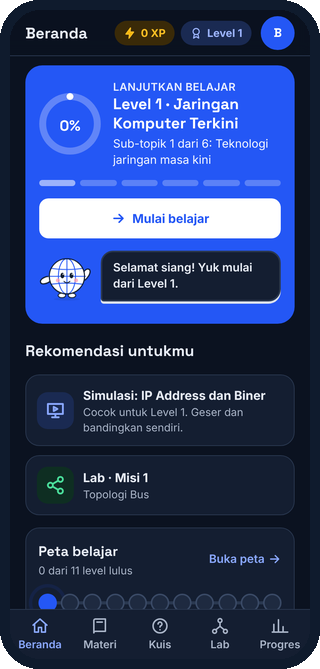 Beranda
0 XP
Level 1
B
LANJUTKAN BELAJAR
Level 1 · Jaringan
Komputer Terkini
0%
Sub-topik 1 dari 6: Teknologi
jaringan masa kini
→ Mulai belajar
Selamat siang! Yuk mulai
dari Level 1.
Rekomendasi untukmu
Simulasi: IP Address dan Biner
Cocok untuk Level 1. Geser dan
bandingkan sendiri.
Lab · Misi 1
Topologi Bus
Peta belajar
0 dari 11 level lulus
Buka peta →
Beranda
Materi
Kuis
Lab
Progres